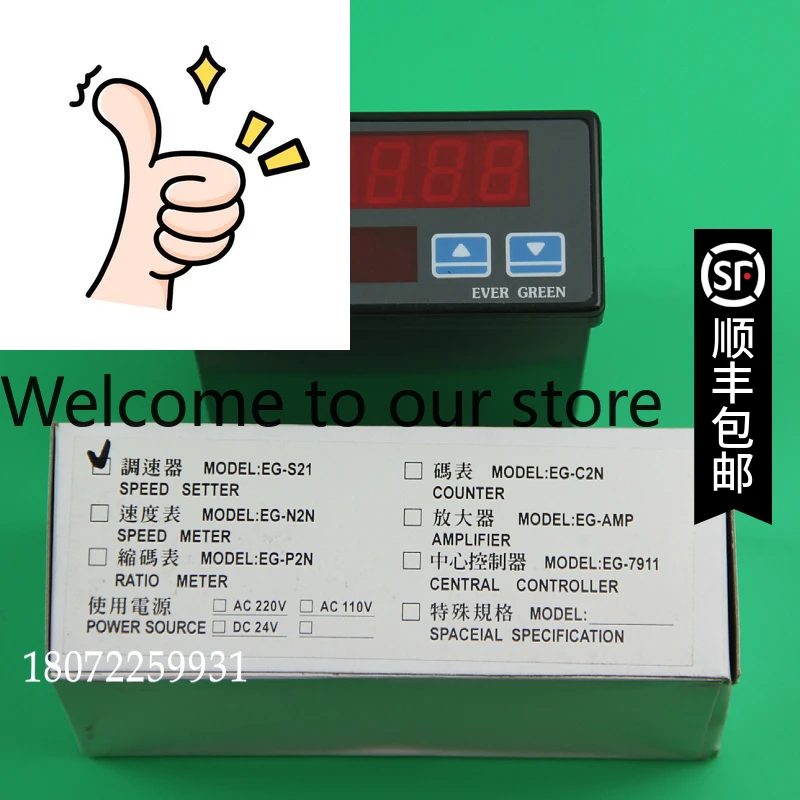 8888
EVER GREEN
SF
顺丰包邮
Welcome to our store
調速器 MODEL:EG-S21
SPEED SETTER
速度表 MODEL:EG-N2N
SPEED METER
縮碼表 MODEL:EG-P2N
RATIO METER
使用電源 AC 220V AC 110V
POWER SOURCE DC 24V
碼表 MODEL:EG-C2N
COUNTER
放大器 MODEL:EG-AMP
AMPLIFIER
中心控制器 MODEL:EG-7911
CENTRAL CONTROLLER
特殊規格 MODEL:
SPACEIAL SPECIFICATION
18072259931